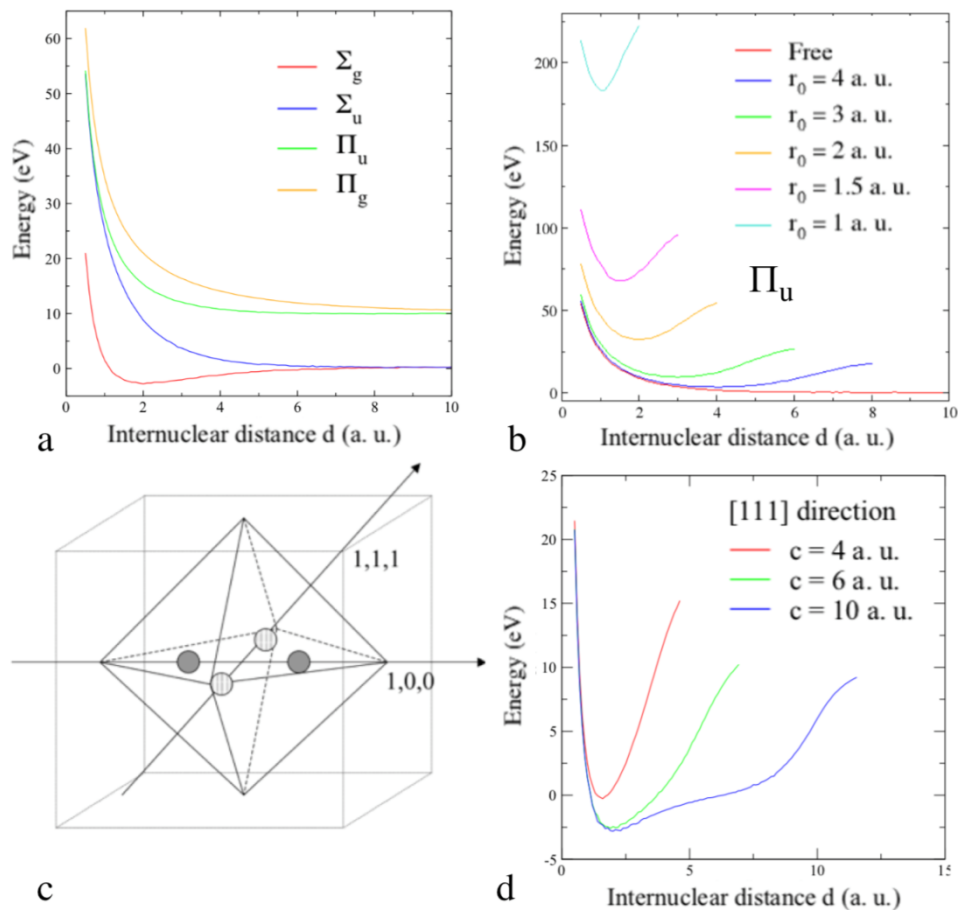 60
50
40
30
20
10
0
Energy (eV)
Σg
Σu
Πu
Πg
0 2 4 6 8 10
Internuclear distance d (a. u.)
a
200
150
100
50
0
Energy (eV)
Free
r0 = 4 a. u.
r0 = 3 a. u.
r0 = 2 a. u.
r0 = 1.5 a. u.
r0 = 1 a. u.
Πu
0 2 4 6 8 10
Internuclear distance d (a. u.)
b
1,1,1
1,0,0
c
25
20
15
10
5
0
-5
Energy (eV)
[111] direction
c = 4 a. u.
c = 6 a. u.
c = 10 a. u.
0 5 10 15
Internuclear distance d (a. u.)
d